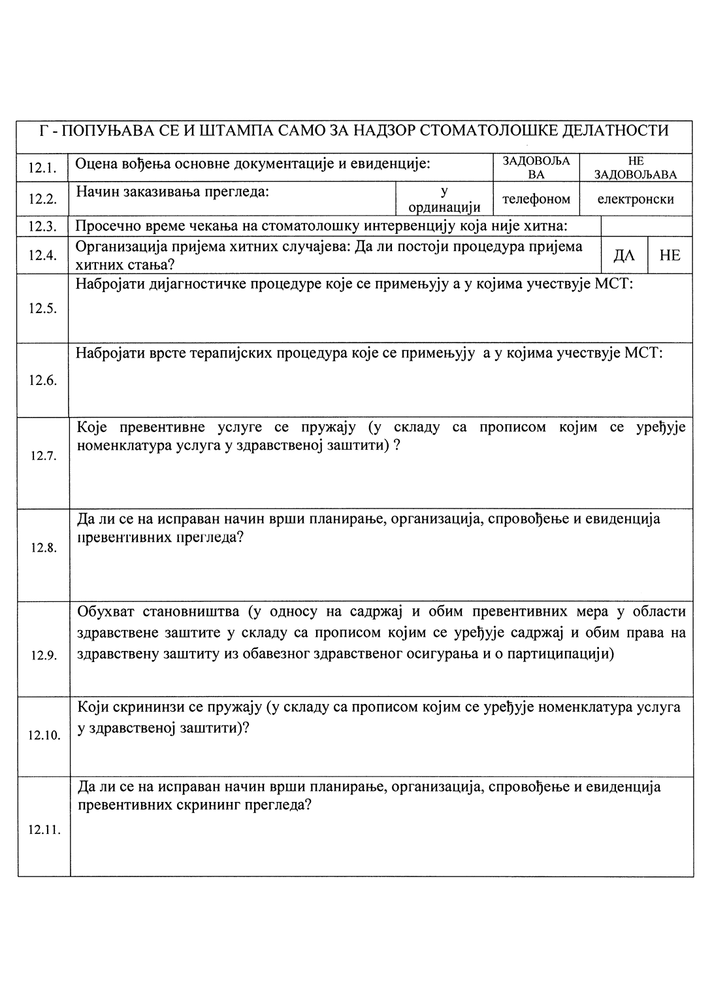 Г - ПОПУЊАВА СЕ И ШТАМПА САМО ЗА НАДЗОР СТОМАТОЛОШКЕ ДЕЛАТНОСТИ
12.1. Оцена вођења основне документације и евиденције: ЗАДОВОЉА НЕ
ВА ЗАДОВОЉАВА
12.2. Начин заказивања прегледа: у телефоном електронски
ординацији
12.3. Просечно време чекања на стоматолошку интервенцију која није хитна:
12.4. Организација пријема хитних случајева: Да ли постоји процедура пријема ДА НЕ
хитних стања?
12.5. Набројати дијагностичке процедуре које се примењују а у којима учествује МСТ:
12.6. Набројати врсте терапијских процедура које се примењују а у којима учествује МСТ:
12.7. Које превентивне услуге се пружају (у складу са прописом којим се уређује
номенклатура услуга у здравственој заштити) ?
12.8. Да ли се на исправан начин врши планирање, организација, спровођење и евиденција
превентивних прегледа?
12.9. Обухват становништва (у односу на садржај и обим превентивних мера у области
здравствене заштите у складу са прописом којим се уређује садржај и обим права на
здравствену заштиту из обавезног здравственог осигурања и о партиципацији)
12.10. Који скрининзи се пружају (у складу са прописом којим се уређује номенклатура услуга
у здравственој заштити)?
12.11. Да ли се на исправан начин врши планирање, организација, спровођење и евиденција
превентивних скрининг прегледа?